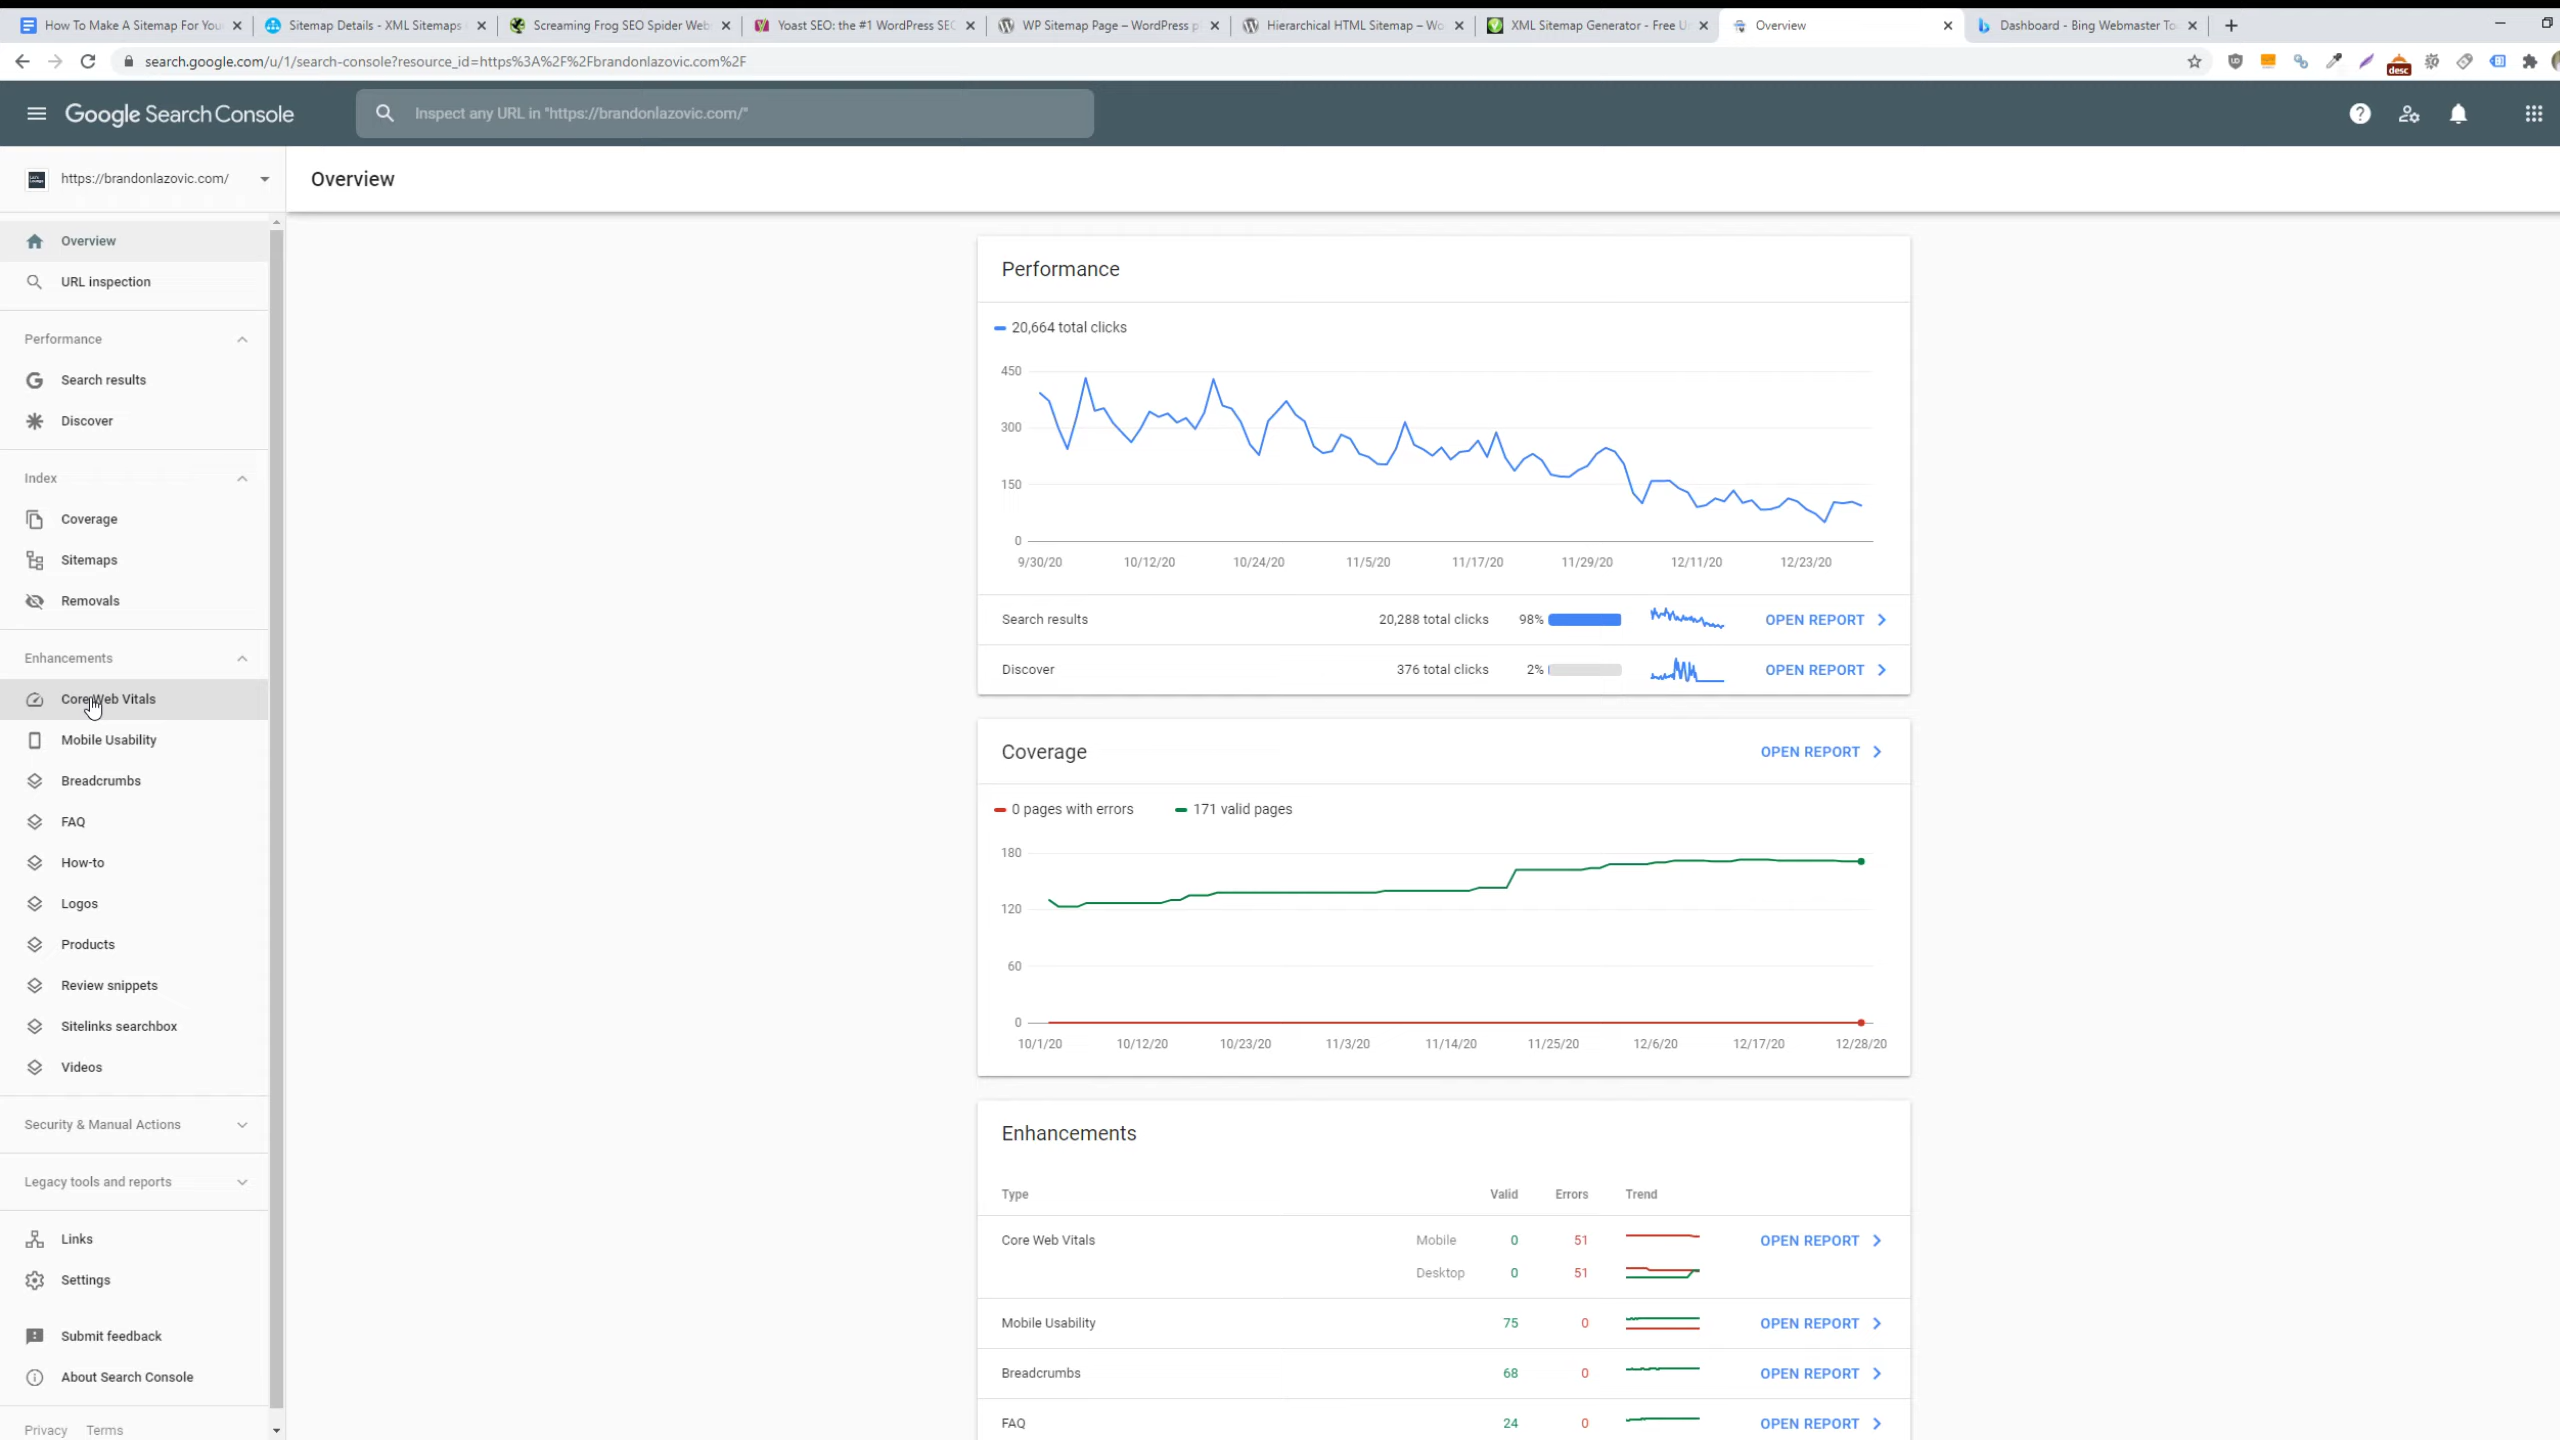 How To Make A Sitemap For You
Sitemap Details - XML Sitemaps
Screaming Frog SEO Spider Web
Yoast SEO: the #1 WordPress SEO
WP Sitemap Page – WordPress p
Hierarchical HTML Sitemap – Wo
XML Sitemap Generator - Free U
Overview
Dashboard - Bing Webmaster To
search.google.com/u/1/search-console?resource_id=https%3A%2F%2Fbrandonlazovic.com%2F
desc
Google Search Console
Inspect any URL in "https://brandonlazovic.com/"
https://brandonlazovic.com/
Overview
Overview
URL inspection
Performance
Search results
Discover
Index
Coverage
Sitemaps
Removals
Enhancements
Core Web Vitals
Mobile Usability
Breadcrumbs
FAQ
How-to
Logos
Products
Review snippets
Sitelinks searchbox
Videos
Security & Manual Actions
Legacy tools and reports
Links
Settings
Submit feedback
About Search Console
Privacy Terms
Performance
20,664 total clicks
450
300
150
0
9/30/20 10/12/20 10/24/20 11/5/20 11/17/20 11/29/20 12/11/20 12/23/20
Search results 20,288 total clicks 98% OPEN REPORT
Discover 376 total clicks 2% OPEN REPORT
Coverage OPEN REPORT
0 pages with errors 171 valid pages
180
120
60
0
10/1/20 10/12/20 10/23/20 11/3/20 11/14/20 11/25/20 12/6/20 12/17/20 12/28/20
Enhancements
Type Valid Errors Trend
Core Web Vitals Mobile 0 51 OPEN REPORT
Desktop 0 51
Mobile Usability 75 0 OPEN REPORT
Breadcrumbs 68 0 OPEN REPORT
FAQ 24 0 OPEN REPORT